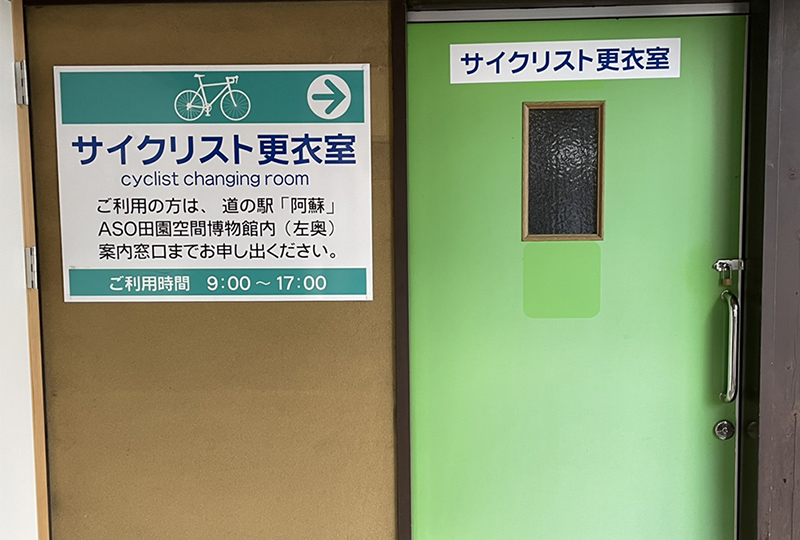 サイクリスト更衣室
cyclist changing room
ご利用の方は、道の駅「阿蘇」
ASO田園空間博物館内（左奥）
案内窓口までお申し出ください。
ご利用時間　9:00～17:00
サイクリスト更衣室